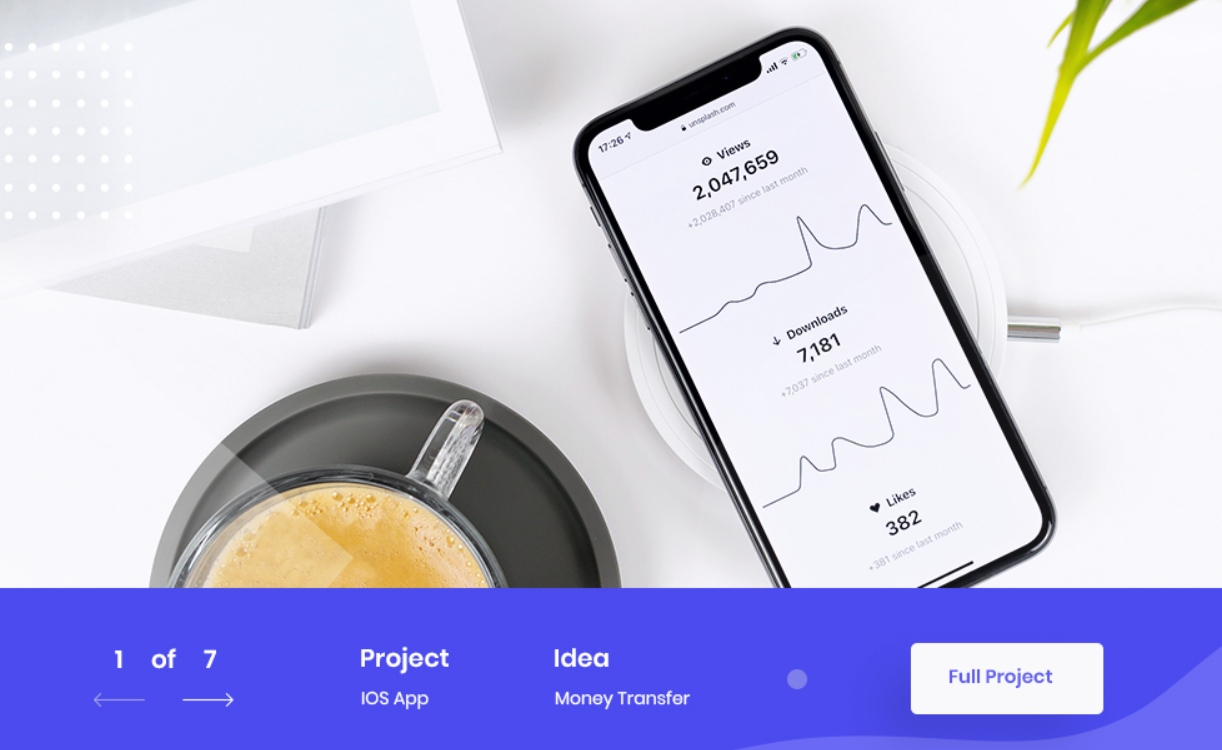 17:26
unsplash.com
Views
2,047,659
+2,028,407 since last month
Downloads
7,181
+7,037 since last month
Likes
382
+381 since last month
1 of 7
Project
IOS App
Idea
Money Transfer
Full Project